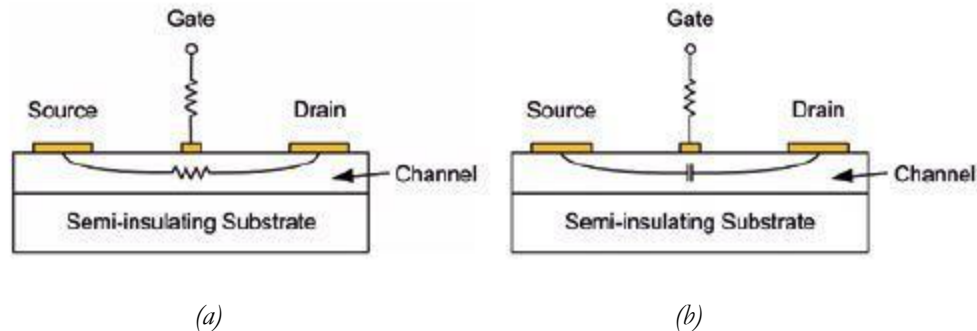 Gate
Source
Drain
Channel
Semi-insulating Substrate
(a)
Gate
Source
Drain
Channel
Semi-insulating Substrate
(b)